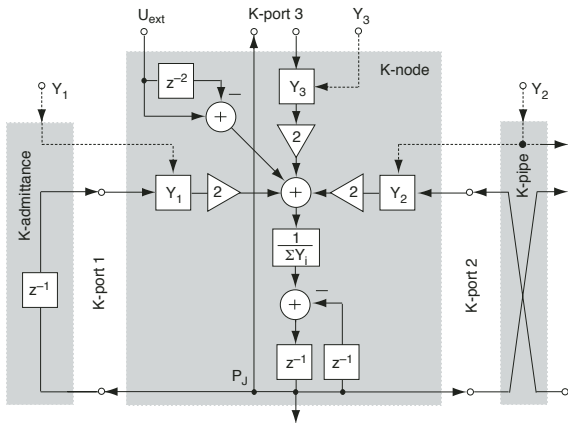 U_ext
K-port 3
Y_3
K-node
z^{-2}
Y_1
Y_3
Y_2
–
+
2
K-admittance
K-pipe
Y_1
2
+
2
Y_2
1
ΣY_i
z^{-1}
K-port 1
K-port 2
–
+
z^{-1}
z^{-1}
P_J